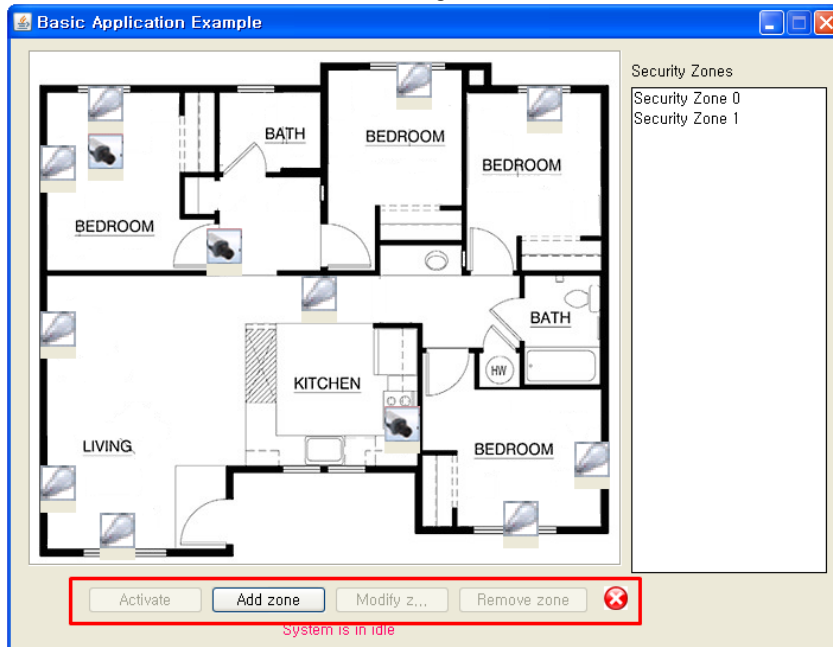 Basic Application Example
Security Zones
Security Zone 0
Security Zone 1
BATH
BEDROOM
BEDROOM
BEDROOM
BATH
HW
KITCHEN
LIVING
BEDROOM
Activate
Add zone
Modify z...
Remove zone
System is in idle